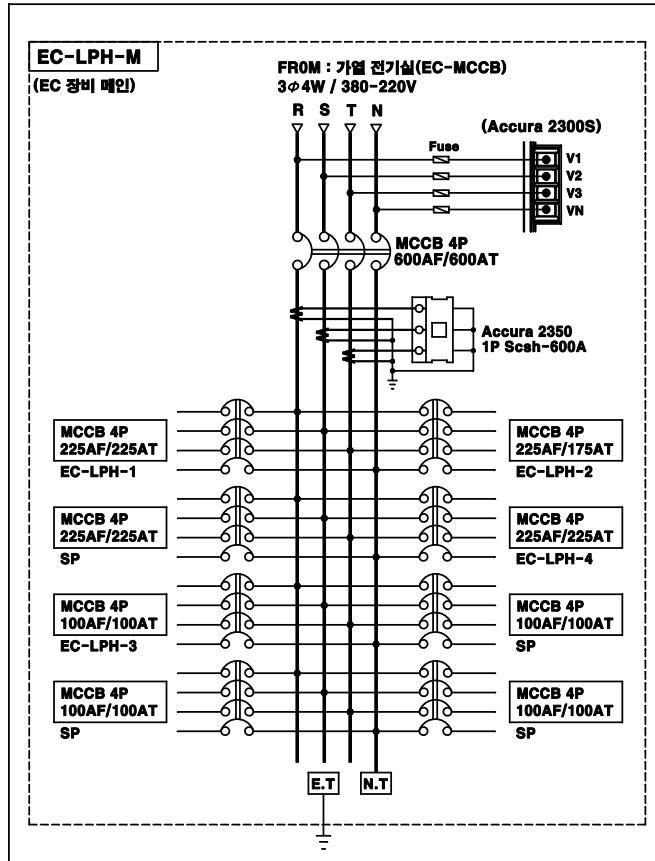 EC-LPH-M
(EC 장비 메인)
FROM : 가열 전기실(EC-MCCB)
3φ4W / 380-220V
R S T N
(Accura 2300S)
Fuse
V1
V2
V3
VN
MCCB 4P
600AF/600AT
Accura 2350
1P Scsh-600A
MCCB 4P
225AF/225AT
EC-LPH-1
MCCB 4P
225AF/175AT
EC-LPH-2
MCCB 4P
225AF/225AT
SP
MCCB 4P
225AF/225AT
EC-LPH-4
MCCB 4P
100AF/100AT
EC-LPH-3
MCCB 4P
100AF/100AT
SP
MCCB 4P
100AF/100AT
SP
MCCB 4P
100AF/100AT
SP
E.T
N.T